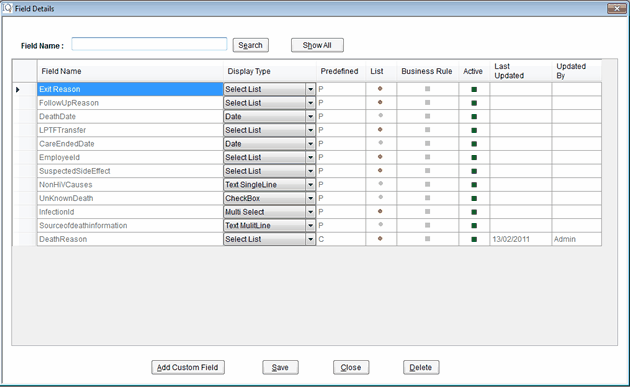 Field Details
Field Name : Search Show All
Field Name Display Type Predefined List Business Rule Active Last Updated Updated By
Exit Reason Select List P
FollowUpReason Select List P
DeathDate Date P
LPTFTransfer Select List P
CareEndedDate Date P
EmployeeId Select List P
SuspectedSideEffect Select List P
NonHIVCauses Text SingleLine P
UnKnownDeath CheckBox P
InfectionId Multi Select P
Sourceofdeathinformation Text MulitLine P
DeathReason Select List C 13/02/2011 Admin
Add Custom Field Save Close Delete